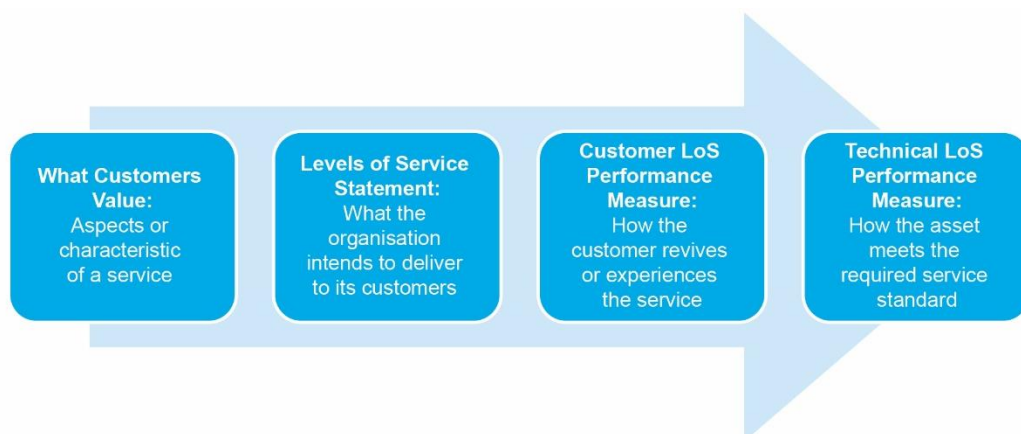 What Customers
Value:
Aspects or
characteristic
of a service
Levels of Service
Statement:
What the
organisation
intends to deliver
to its customers
Customer LoS
Performance
Measure:
How the
customer revives
or experiences
the service
Technical LoS
Performance
Measure:
How the asset
meets the
required service
standard